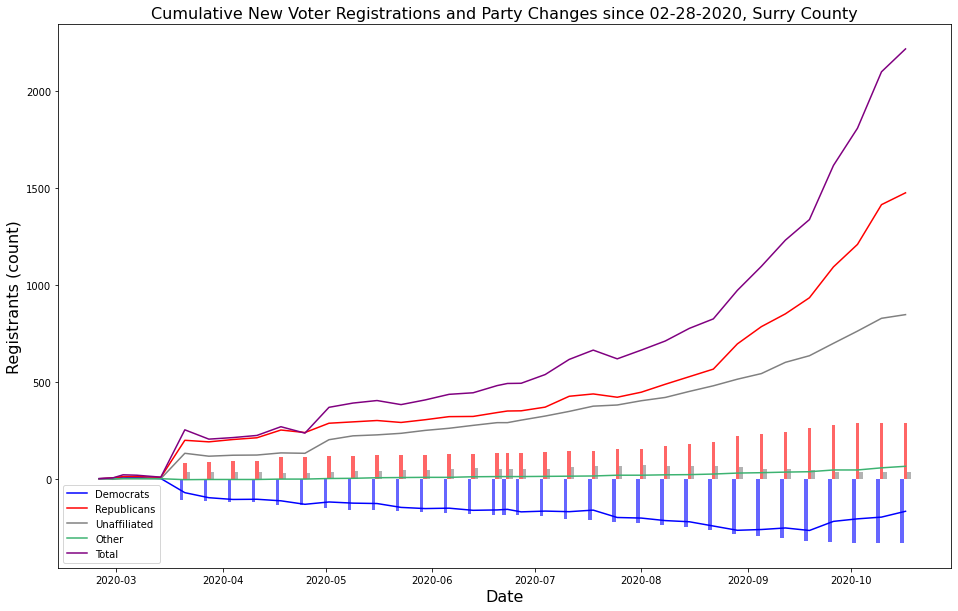 Cumulative New Voter Registrations and Party Changes since 02-28-2020, Surry County
Registrants (count)
2000
1500
1000
500
0
Democrats
Republicans
Unaffiliated
Other
Total
2020-03 2020-04 2020-05 2020-06 2020-07 2020-08 2020-09 2020-10
Date